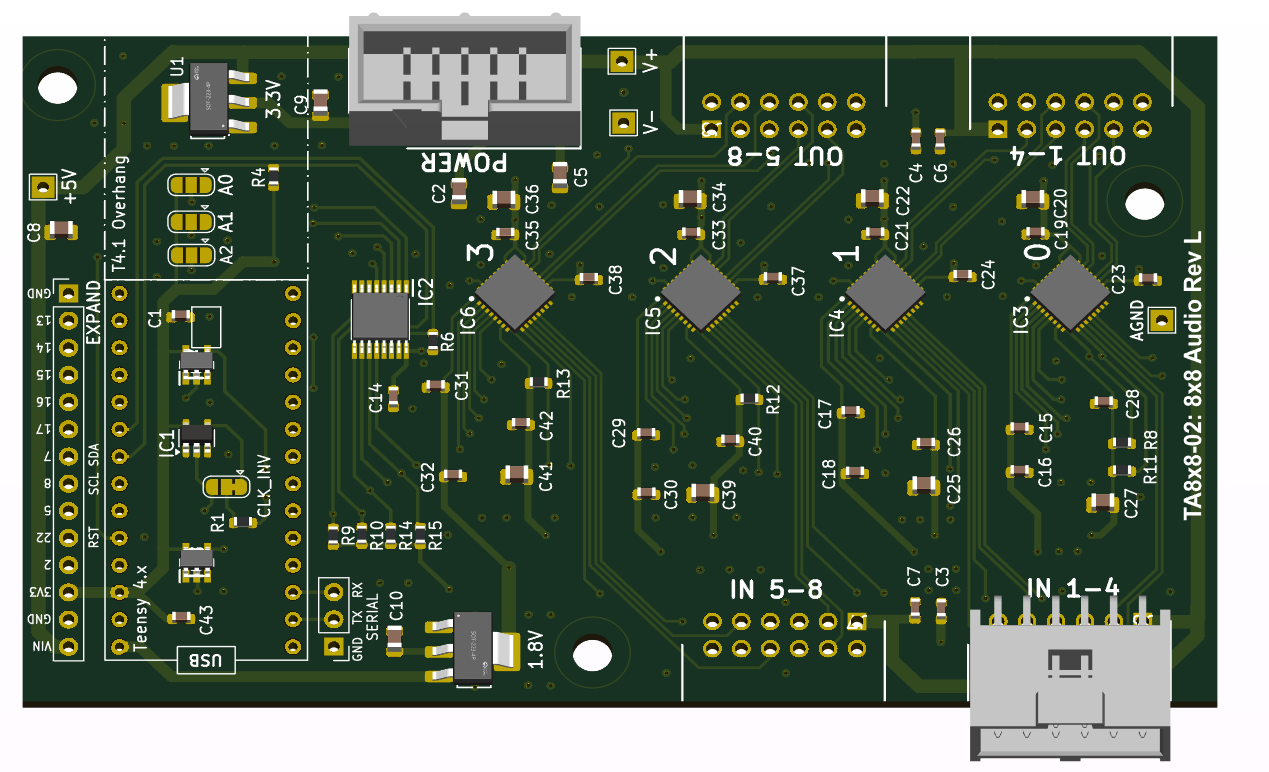 U1
3.3V
C9
V+
V-
POWER
OUT 5-8
OUT 1-4
C4
C6
+5V
C8
T4.1 Overhang
A0
A1
A2
R4
C2
C5
C36
C35
C34
C33
C22
C21
C20
C19
3
2
1
0
IC2
IC6
IC5
IC4
IC3
C38
C37
C24
C23
AGND
EXPAND
GND
13
14
15
16
17
7
8
5
22
2
3V3
GND
VIN
SCL SDA
RST
C1
IC1
CLK_INV
R1
C43
Teensy 4.x
USB
R6
C14
C31
C32
R13
C42
C41
R12
C29
C40
C30
C39
C17
C18
C26
C25
C15
C16
C28
R8
R11
C27
R9
R10
R14
R15
RX
TX
GND
SERIAL
C10
1.8V
IN 5-8
IN 1-4
C7
C3
TA8x8-02: 8x8 Audio Rev L